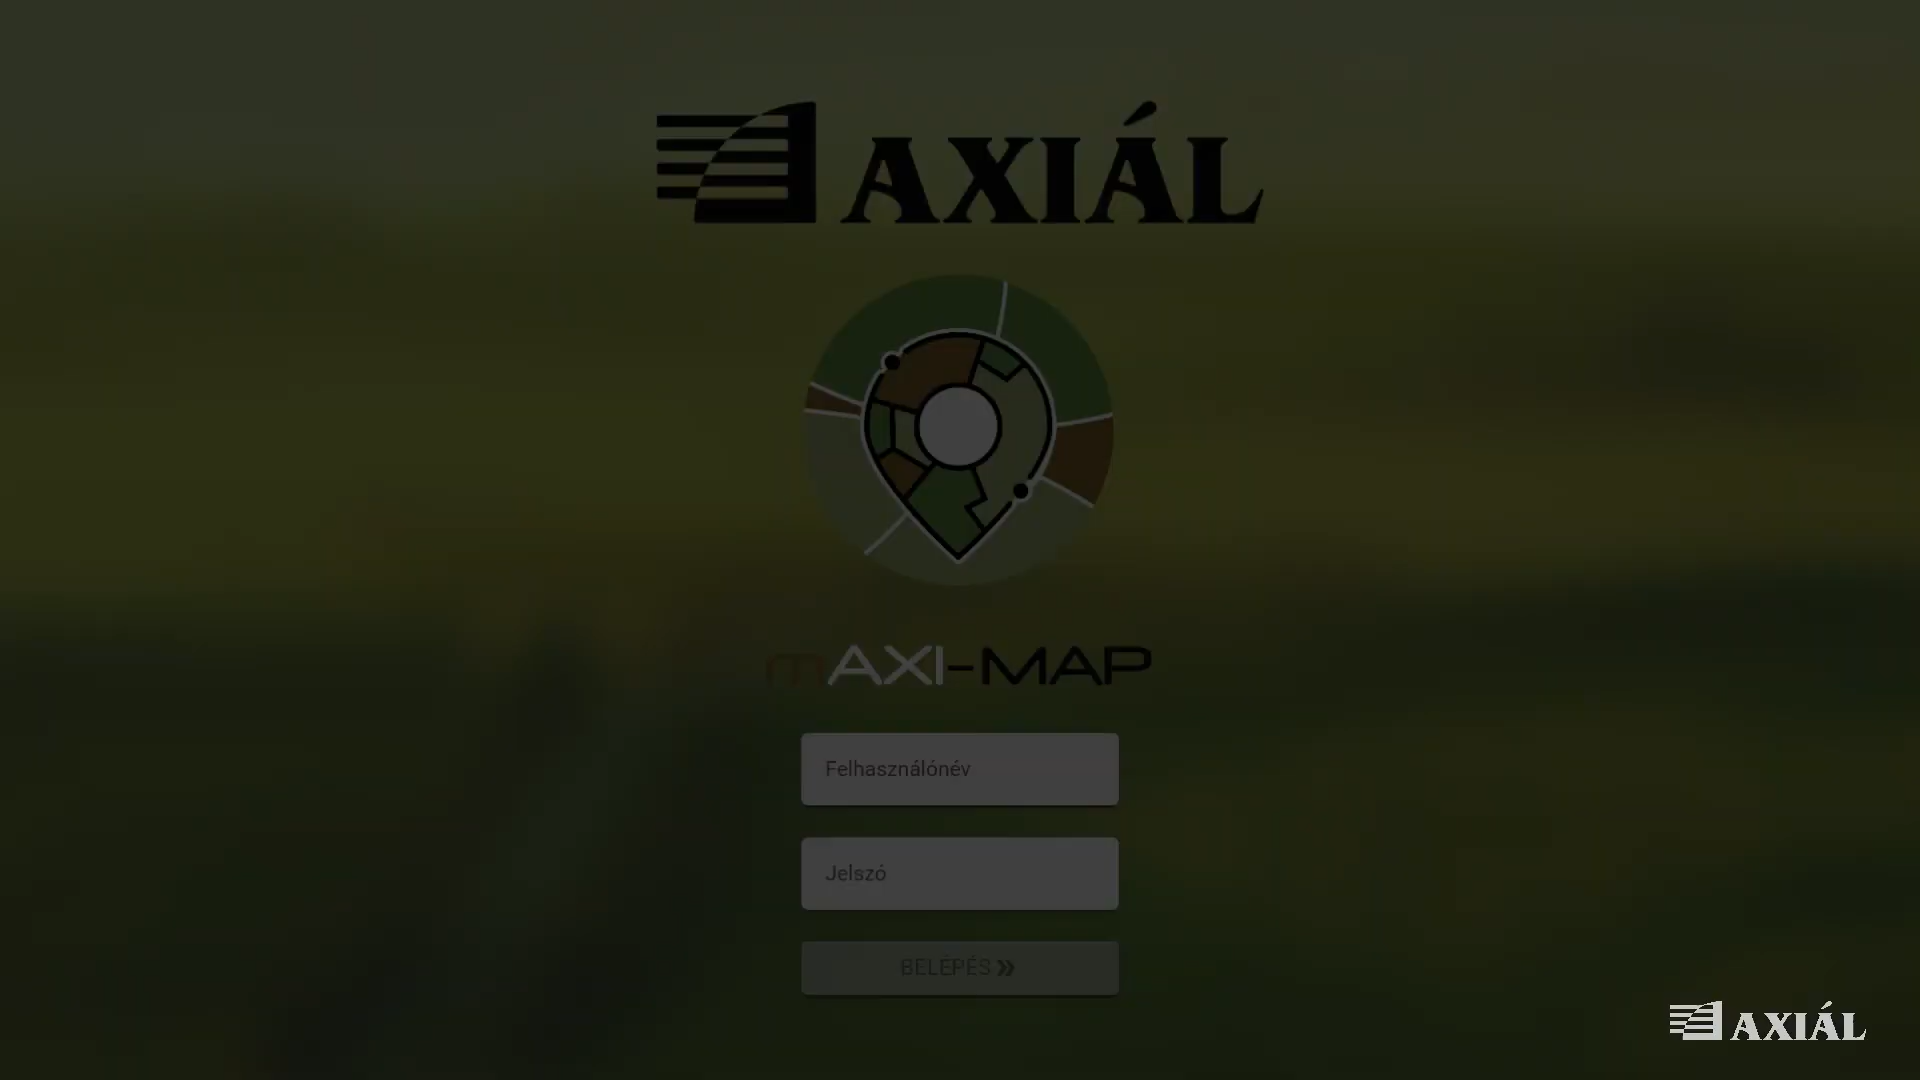 AXIÁL
mAXI-MAP
Felhasználónév
Jelszó
BELÉPÉS »
AXIÁL